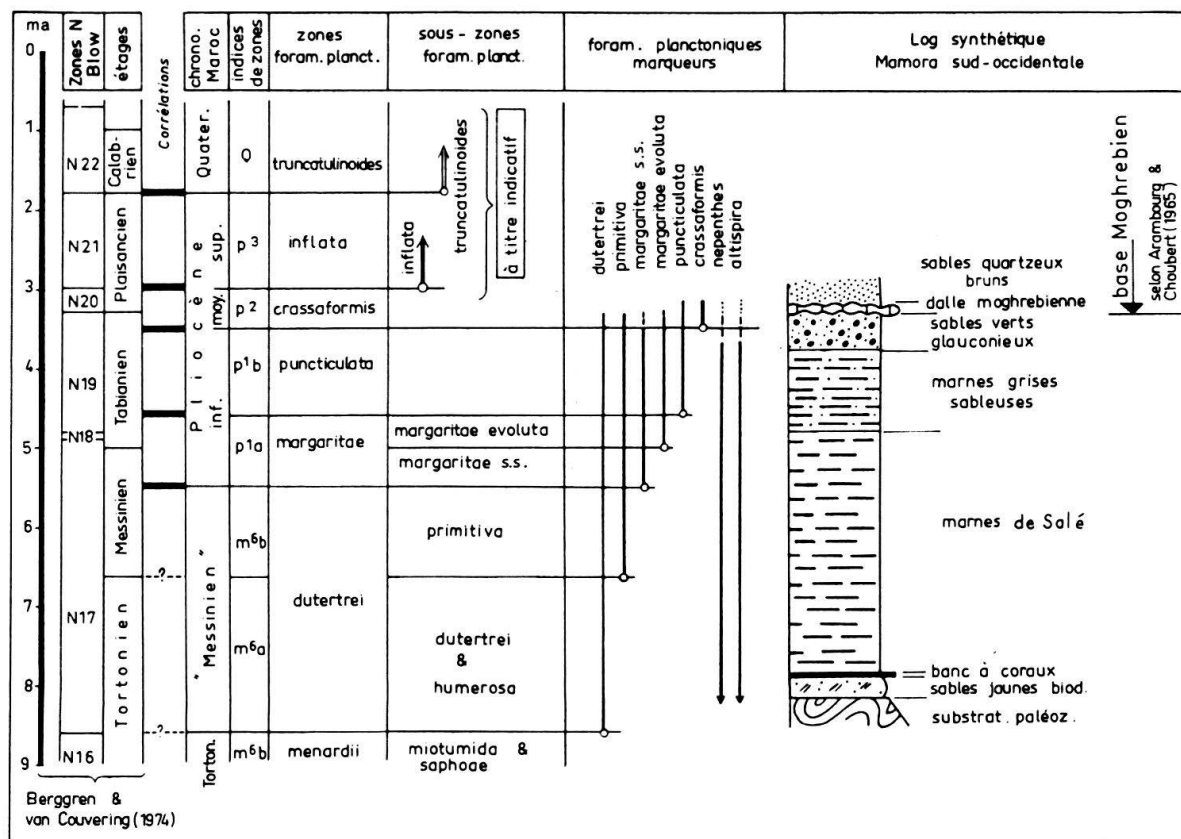 ma
0
1
2
3
4
5
6
7
8
9
Zones N
Blow
étages
Corrélations
chrono.
Maroc
indices
de zones
zones
foram. planct.
sous-zones
foram. planct.
foram. planctoniques
marqueurs
Log synthétique
Mamora sud-occidentale
N22
N21
N20
N19
N18
N17
N16
Calab-
rien
Plaisancien
Tabianien
Messinien
Tortonien
?
?
Quater.
Pliocène
sup.
moy.
inf.
"Messinien"
Torton.
Q
p3
p2
p1b
p1a
m6b
m6a
m6b
truncatulinoides
inflata
crassaformis
puncticulata
margaritae
dutertrei
menardii
inflata
truncatulinoides
à titre indicatif
margaritae evoluta
margaritae s.s.
primitiva
dutertrei
&
humerosa
miotumida &
saphoae
dutertrei
primitiva
margaritae s.s.
margaritae evoluta
puncticulata
crassaformis
nepenthes
altispira
sables quartzeux
bruns
dalle moghrebienne
sables verts
glauconieux
marnes grises
sableuses
marnes de Salé
banc à coraux
sables jaunes biod.
substrat. paléoz.
base Moghrebien
selon Arambourg &
Choubert (1965)
Berggren &
van Couvering (1974)